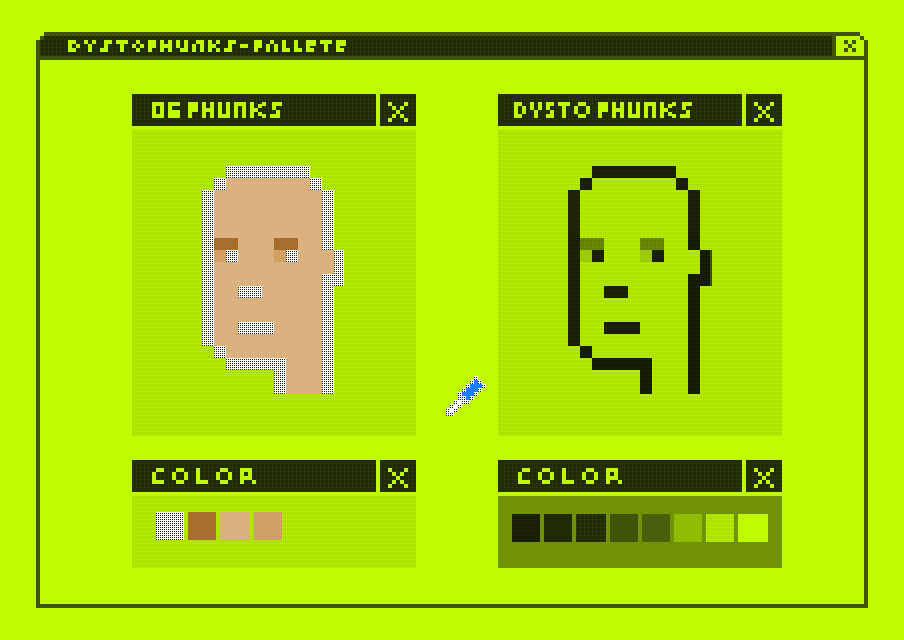 DYSTOPHUNKS-PALLETE
OG PHUNKS X
DYSTO PHUNKS X
COLOR X
COLOR X